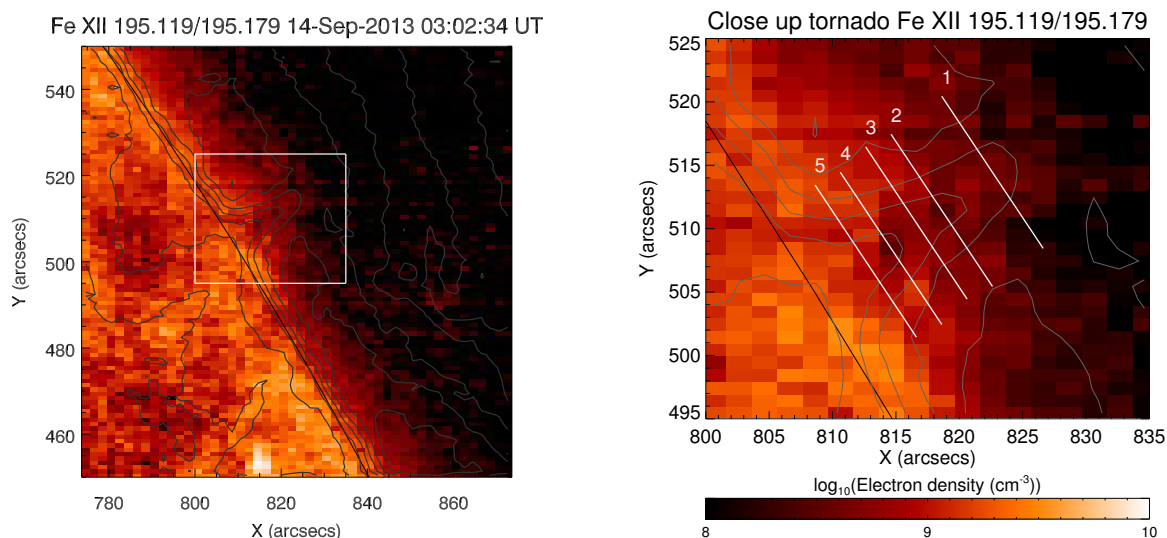 Fe XII 195.119/195.179 14-Sep-2013 03:02:34 UT
540
520
500
480
460
Y (arcsecs)
780 800 820 840 860
X (arcsecs)
Close up tornado Fe XII 195.119/195.179
525
520
515
510
505
500
495
Y (arcsecs)
1
2
3
4
5
800 805 810 815 820 825 830 835
X (arcsecs)
log₁₀(Electron density (cm⁻³))
8 9 10